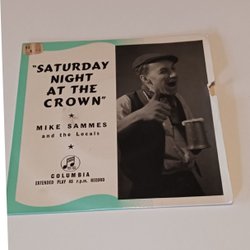 "SATURDAY
NIGHT
AT THE
CROWN"
MIKE SAMMES
and the Locals
COLUMBIA
EXTENDED PLAY 45 r.p.m. RECORD